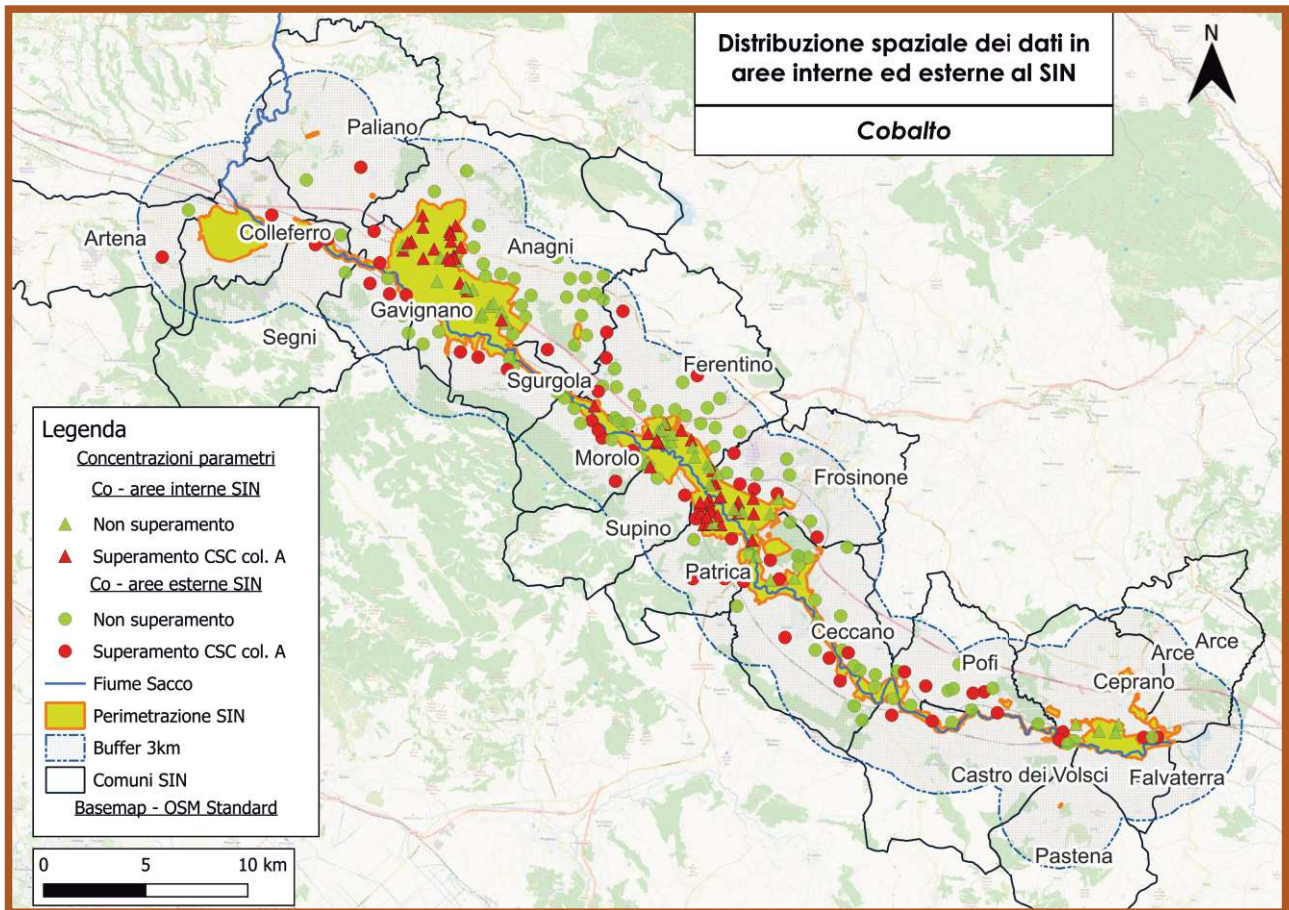 Distribuzione spaziale dei dati in
aree interne ed esterne al SIN
Cobalto
N
Paliano
Artena
Colleferro
Anagni
Gavignano
Segni
Sgurgola
Ferentino
Morolo
Frosinone
Supino
Patrica
Ceccano
Pofi
Arce
Arce
Ceprano
Castro dei Volsci
Falvaterra
Pastena
Legenda
Concentrazioni parametri
Co - aree interne SIN
Non superamento
Superamento CSC col. A
Co - aree esterne SIN
Non superamento
Superamento CSC col. A
Fiume Sacco
Perimetrazione SIN
Buffer 3km
Comuni SIN
Basemap - OSM Standard
0 5 10 km